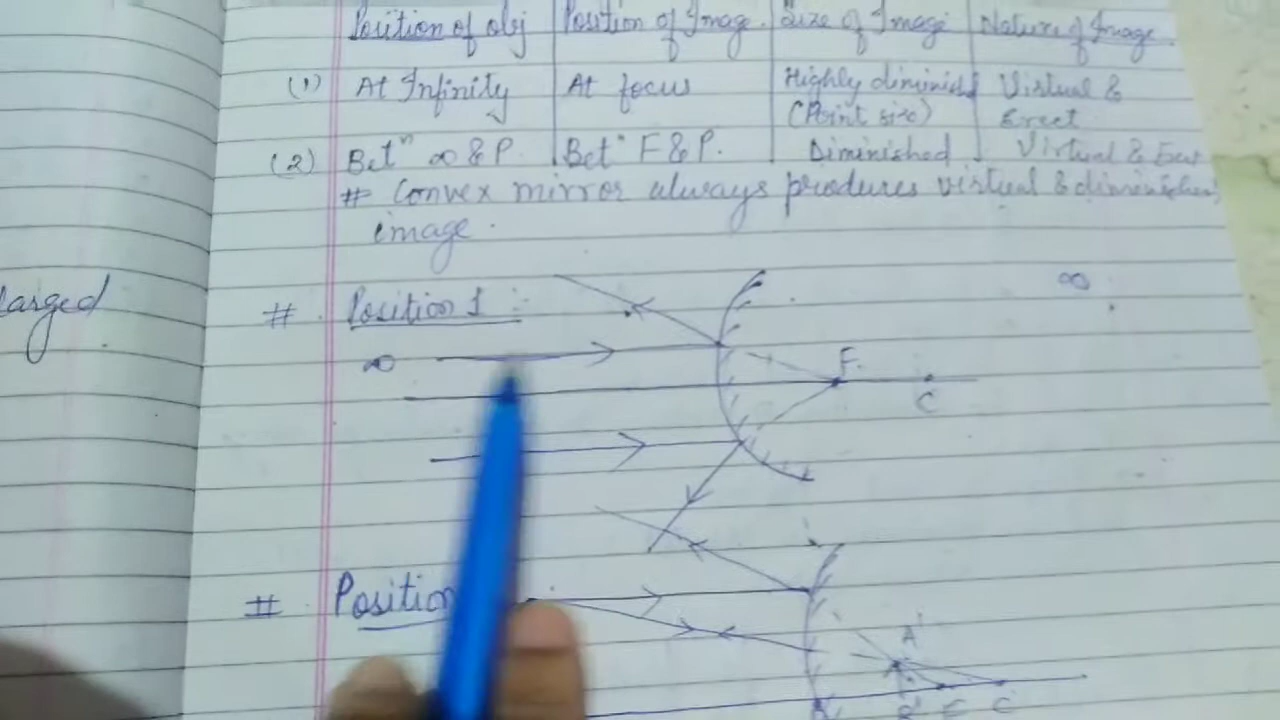 Position of obj Position of Image. Size of Image Nature of Image
(1) At Infinity At focus Highly diminish Virtual &
(Point size) Erect
(2) Betⁿ ∞ & P. Betⁿ F & P. Diminished Virtual &
# Convex mirror always produces virtual & diminished
image.
larged
# Position 1 :
∞
∞
F.
C
# Position
A'
A
B' F C